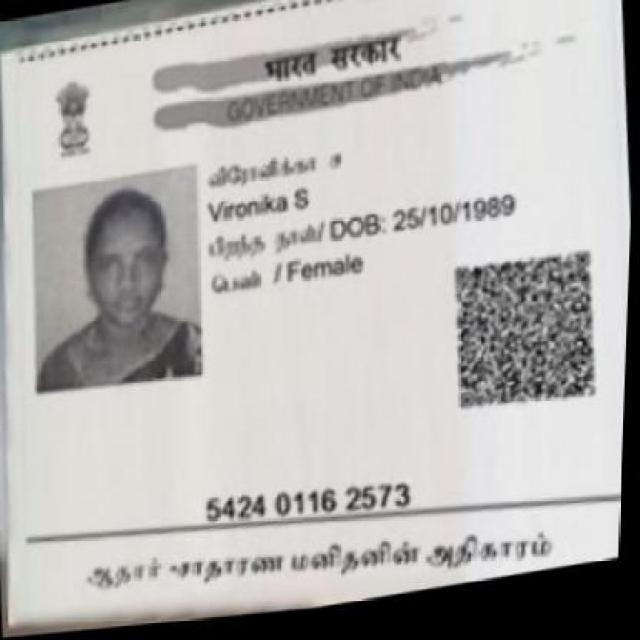 भारत सरकार
GOVERNMENT OF INDIA
Vironika S
பிறந்த நாள்/ DOB: 25/10/1989
பெண் / Female
5424 0116 2573
ஆதார் சாதாரண மனிதனின் அதிகாரம்